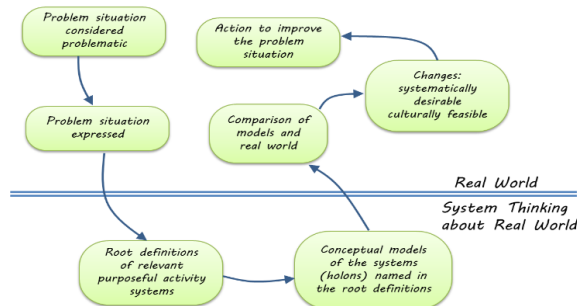 Problem situation
considered
problematic
Problem situation
expressed
Root definitions
of relevant
purposeful activity
systems
Conceptual models
of the systems
(holons) named in
the root definitions
Comparison of
models and
real world
Changes:
systematically
desirable
culturally feasible
Action to improve
the problem
situation
Real World
System Thinking
about Real World